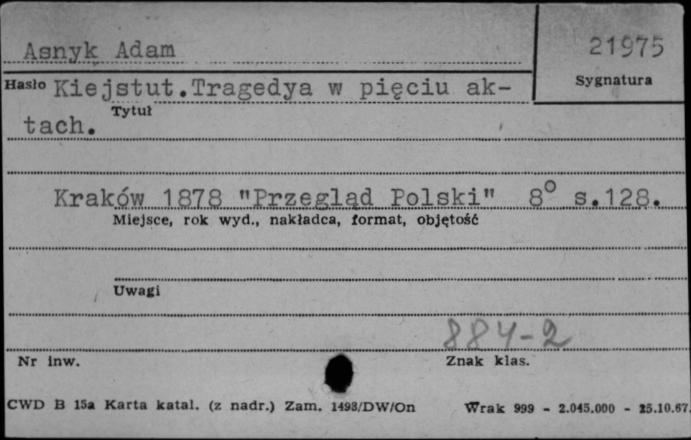 Asnyk Adam
21975
Hasło
Sygnatura
Kiejstut.Tragedya w pięciu ak-
Tytuł
tach.
Kraków 1878 "Przegląd Polski" 8° s.128.
Miejsce, rok wyd., nakładca, format, objętość
Uwagi
884-2
Nr inw.
Znak klas.
CWD B 15a Karta katal. (z nadr.) Zam. 1493/DW/On Wrak 999 - 2.045.000 - 25.10.67.